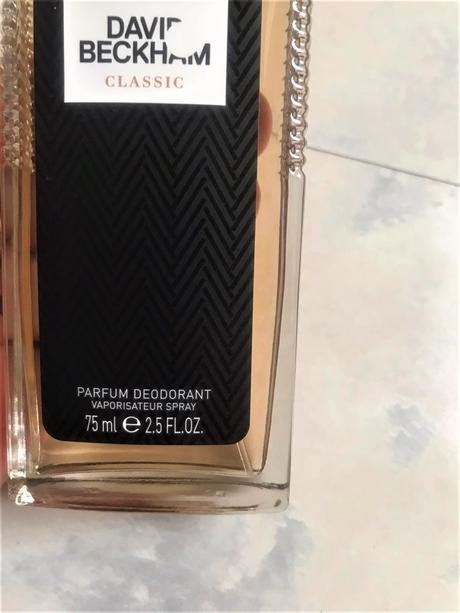 DAVID
BECKHAM
CLASSIC
PARFUM DEODORANT
VAPORISATEUR SPRAY
75 ml ℮ 2.5 FL.OZ.